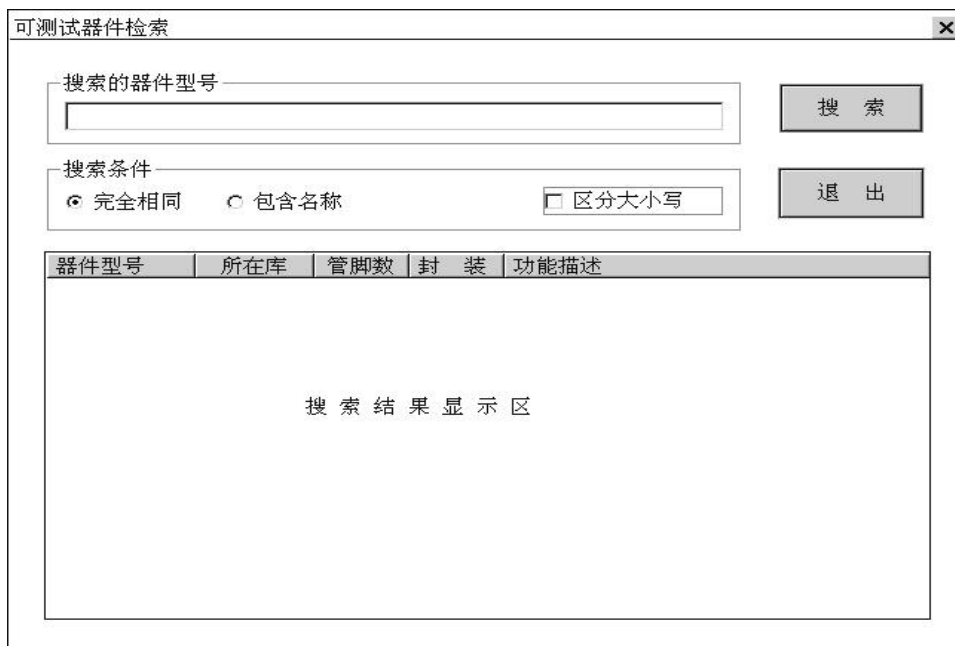 可测试器件检索
搜索的器件型号
搜 索
搜索条件
完全相同 包含名称 区分大小写
退 出
器件型号 所在库 管脚数 封 装 功能描述
搜 索 结 果 显 示 区